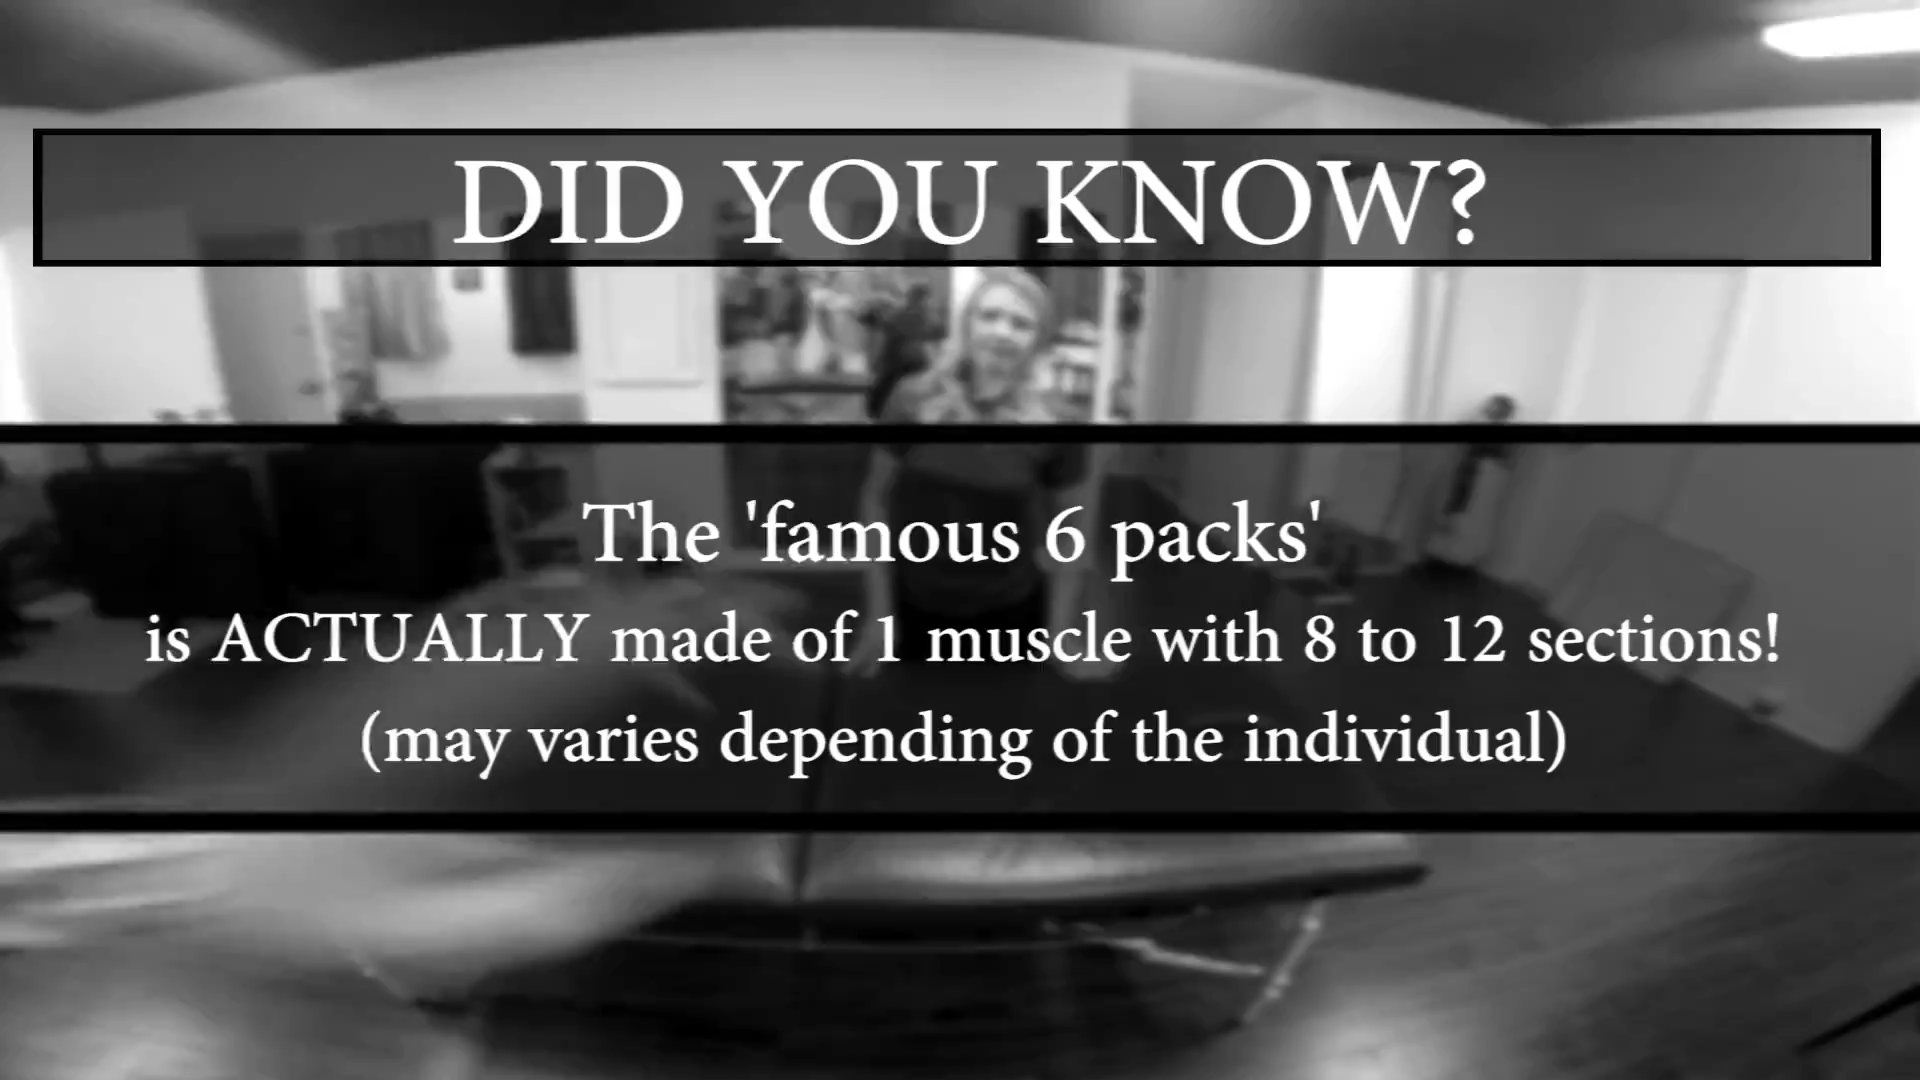 DID YOU KNOW?
The 'famous 6 packs'
is ACTUALLY made of 1 muscle with 8 to 12 sections!
(may varies depending of the individual)